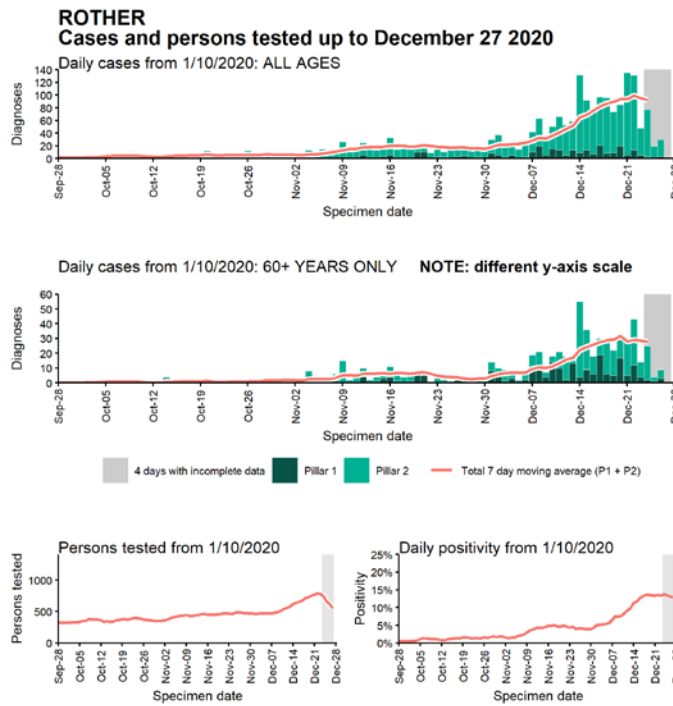 ROTHER
Cases and persons tested up to December 27 2020
Daily cases from 1/10/2020: ALL AGES
Diagnoses
140
120
100
80
60
40
20
0
Sep-28
Oct-05
Oct-12
Oct-19
Oct-26
Nov-02
Nov-09
Nov-16
Nov-23
Nov-30
Dec-07
Dec-14
Dec-21
Dec-28
Specimen date
Daily cases from 1/10/2020: 60+ YEARS ONLY NOTE: different y-axis scale
Diagnoses
60
50
40
30
20
10
0
Sep-28
Oct-05
Oct-12
Oct-19
Oct-26
Nov-02
Nov-09
Nov-16
Nov-23
Nov-30
Dec-07
Dec-14
Dec-21
Dec-28
Specimen date
4 days with incomplete data Pillar 1 Pillar 2 Total 7 day moving average (P1 + P2)
Persons tested from 1/10/2020
Persons tested
1000
500
0
Sep-28
Oct-05
Oct-12
Oct-19
Oct-26
Nov-02
Nov-09
Nov-16
Nov-23
Nov-30
Dec-07
Dec-14
Dec-21
Dec-28
Specimen date
Daily positivity from 1/10/2020
Positivity
25%
20%
15%
10%
5%
0%
Sep-28
Oct-05
Oct-12
Oct-19
Oct-26
Nov-02
Nov-09
Nov-16
Nov-23
Nov-30
Dec-07
Dec-14
Dec-21
Dec-28
Specimen date